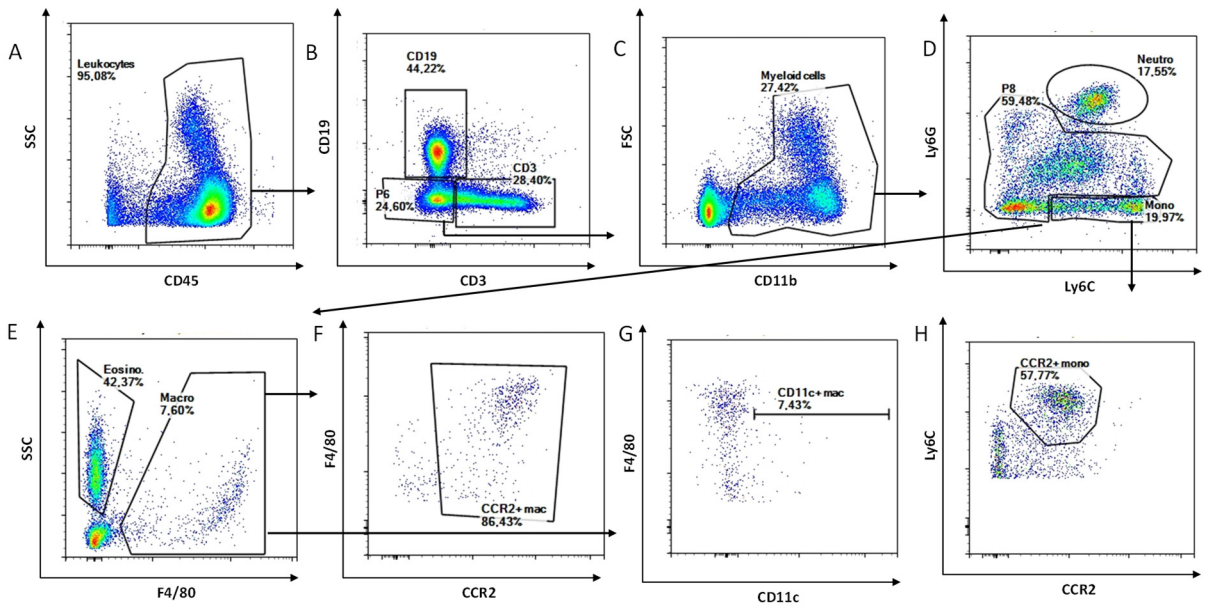 A
SSC
Leukocytes
95,08%
CD45
B
CD19
CD19
44,22%
P6
24,60%
CD3
28,40%
CD3
C
FSC
Myeloid cells
27,42%
CD11b
D
Ly6G
Neutro
17,55%
P8
59,48%
Mono
19,97%
Ly6C
E
SSC
Eosino.
42,37%
Macro
7,60%
F4/80
F
F4/80
CCR2+ mac
86,43%
CCR2
G
F4/80
CD11c+ mac
7,43%
CD11c
H
Ly6C
CCR2+ mono
57,77%
CCR2